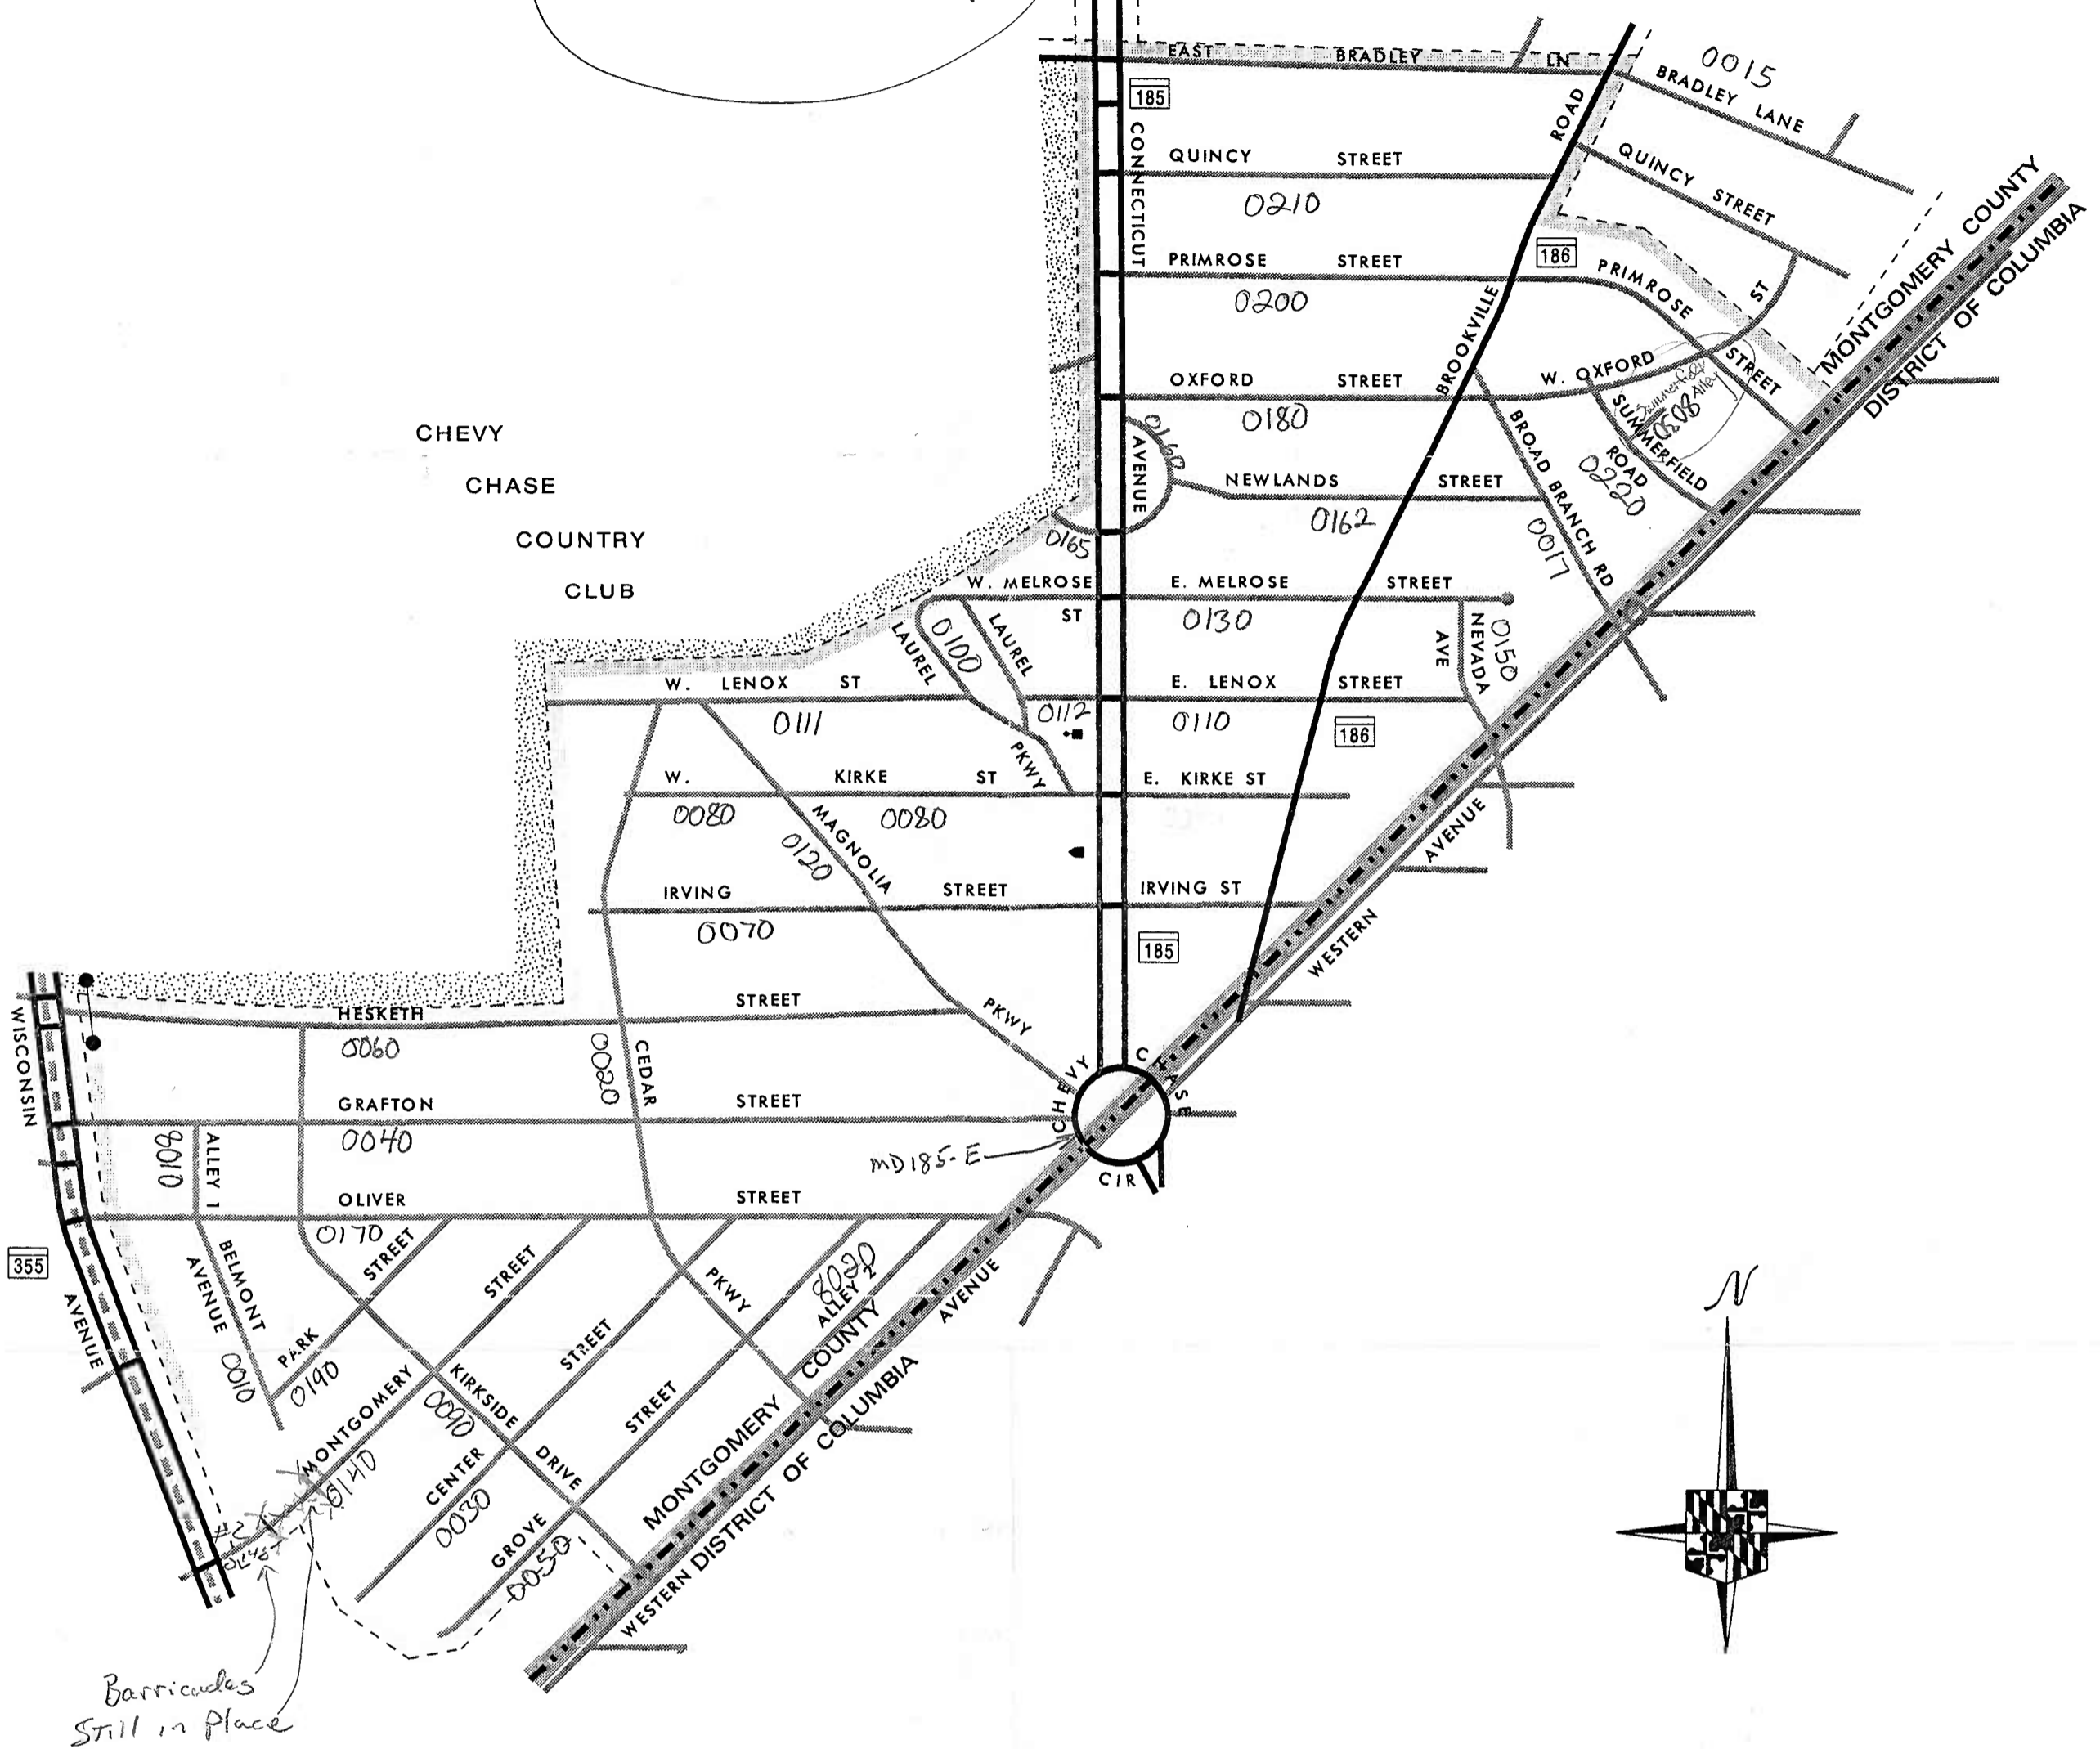 EAST BRADLEY LN
0015
BRADLEY LANE
185
ROAD
CONNECTICUT
QUINCY STREET
QUINCY STREET
0210
MONTGOMERY COUNTY
DISTRICT OF COLUMBIA
186
PRIMROSE STREET
PRIMROSE STREET
ST
0200
BROOKVILLE
W. OXFORD
OXFORD STREET
Summerfield
Alley
0180
SUMMERFIELD
ROAD
0220
CHEVY
CHASE
COUNTRY
CLUB
0160
AVENUE
NEWLANDS STREET
0162
BROAD BRANCH RD
0017
0165
W. MELROSE
ST
E. MELROSE STREET
0130
LAUREL
0100
LAUREL
AVE
NEVADA
0150
W. LENOX ST
0111
0112
E. LENOX STREET
0110
186
PKWY
W. KIRKE ST
E. KIRKE ST
0080
0080
MAGNOLIA
0120
AVENUE
IRVING STREET
IRVING ST
0070
185
WESTERN
PKWY
WISCONSIN
HESKETH STREET
0060
CEDAR
0020
CHEVY CHASE
CIR
GRAFTON STREET
0040
ALLEY 1
8010
MD185-E
OLIVER STREET
0170
355
AVENUE
BELMONT
AVENUE
0010
STREET
PARK
0190
STREET
MONTGOMERY
0140
KIRKSIDE
0090
DRIVE
STREET
CENTER
0030
PKWY
8020
ALLEY 2
STREET
GROVE
0050
MONTGOMERY COUNTY
WESTERN AVENUE
DISTRICT OF COLUMBIA
#2
Barricades
Still in Place
N